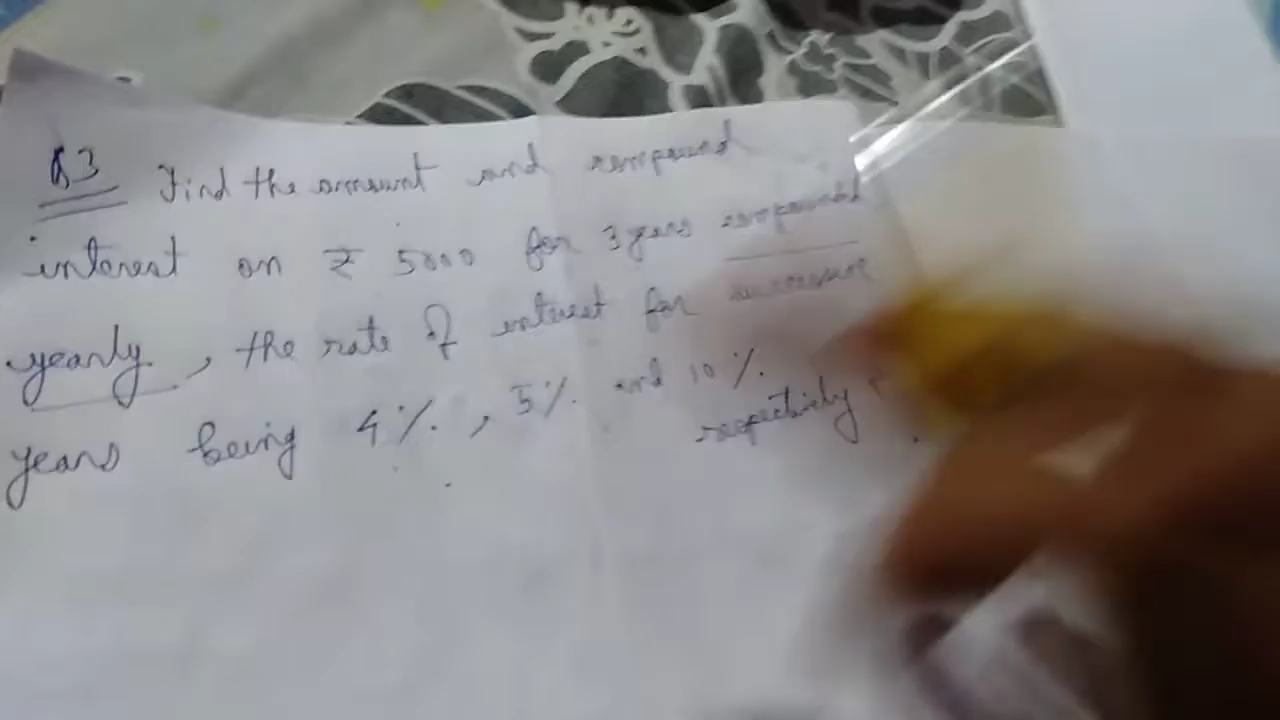 Q3 Find the amount and compound
interest on ₹ 5000 for 3 years compounded
yearly, the rate of interest for successive
years being 4%, 5% and 10%.
respectively